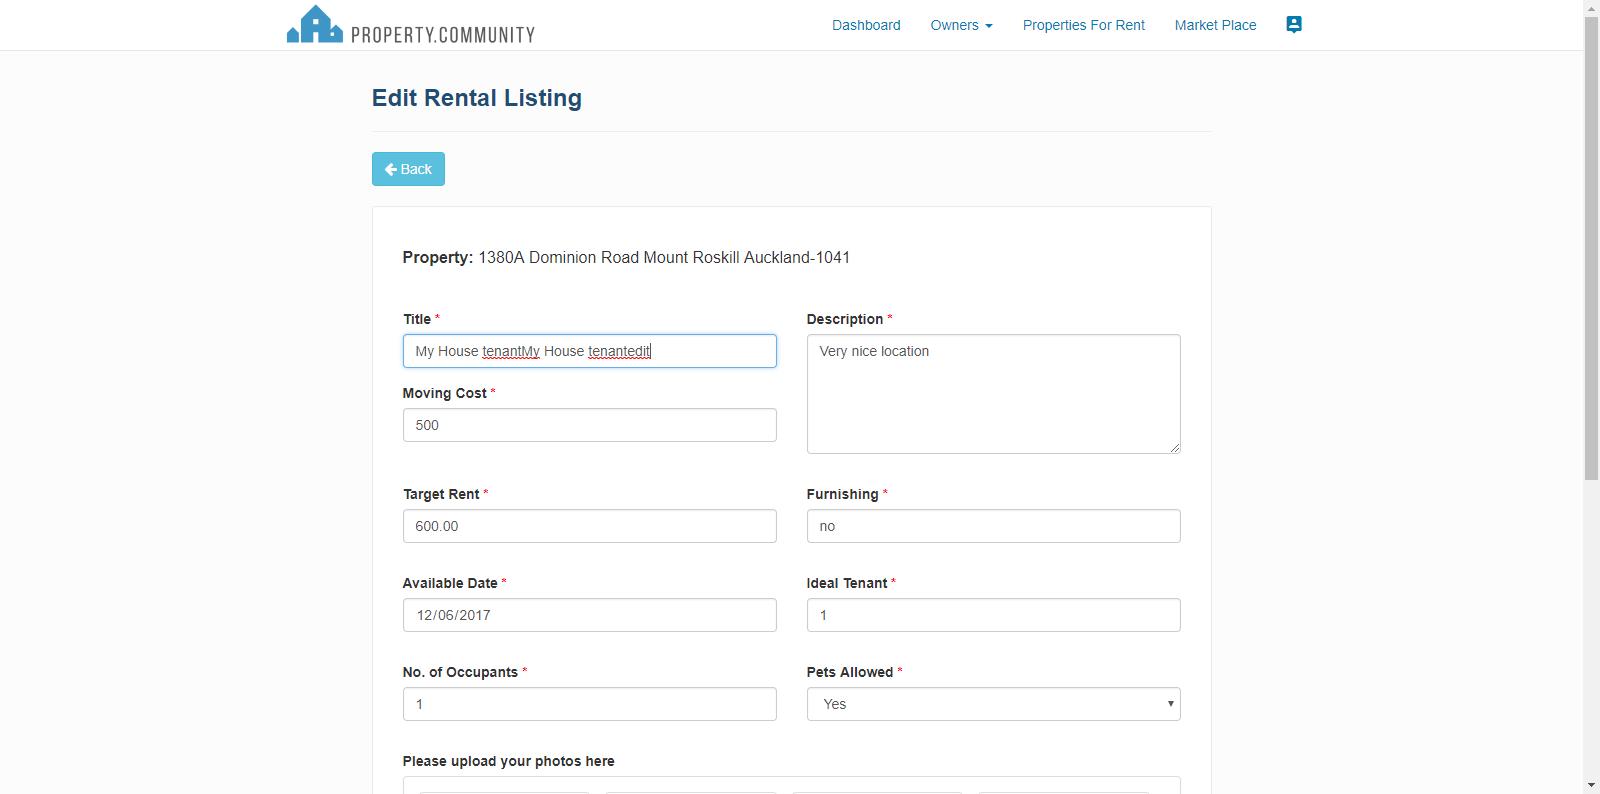 PROPERTY.COMMUNITY
Dashboard Owners Properties For Rent Market Place
Edit Rental Listing
Back
Property: 1380A Dominion Road Mount Roskill Auckland-1041
Title * Description *
My House tenantMy House tenantedit Very nice location
Moving Cost *
500
Target Rent * Furnishing *
600.00 no
Available Date * Ideal Tenant *
12/06/2017 1
No. of Occupants * Pets Allowed *
1 Yes
Please upload your photos here